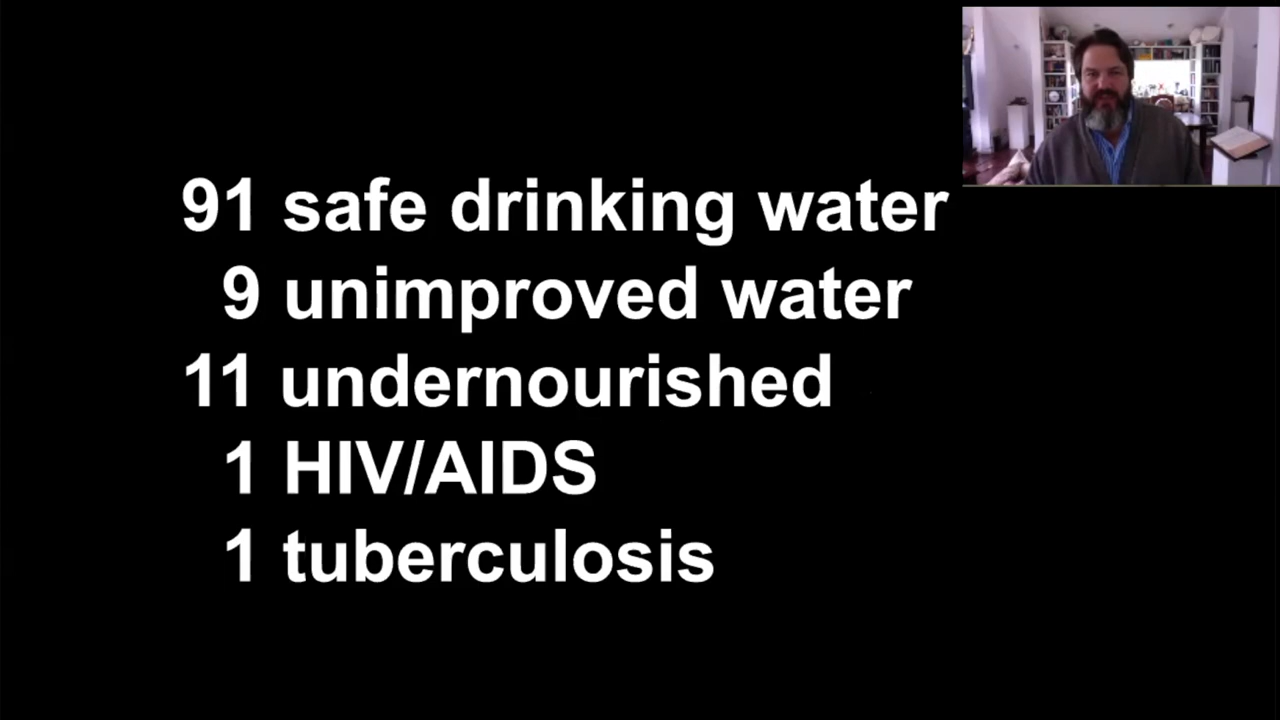 91 safe drinking water
9 unimproved water
11 undernourished
1 HIV/AIDS
1 tuberculosis